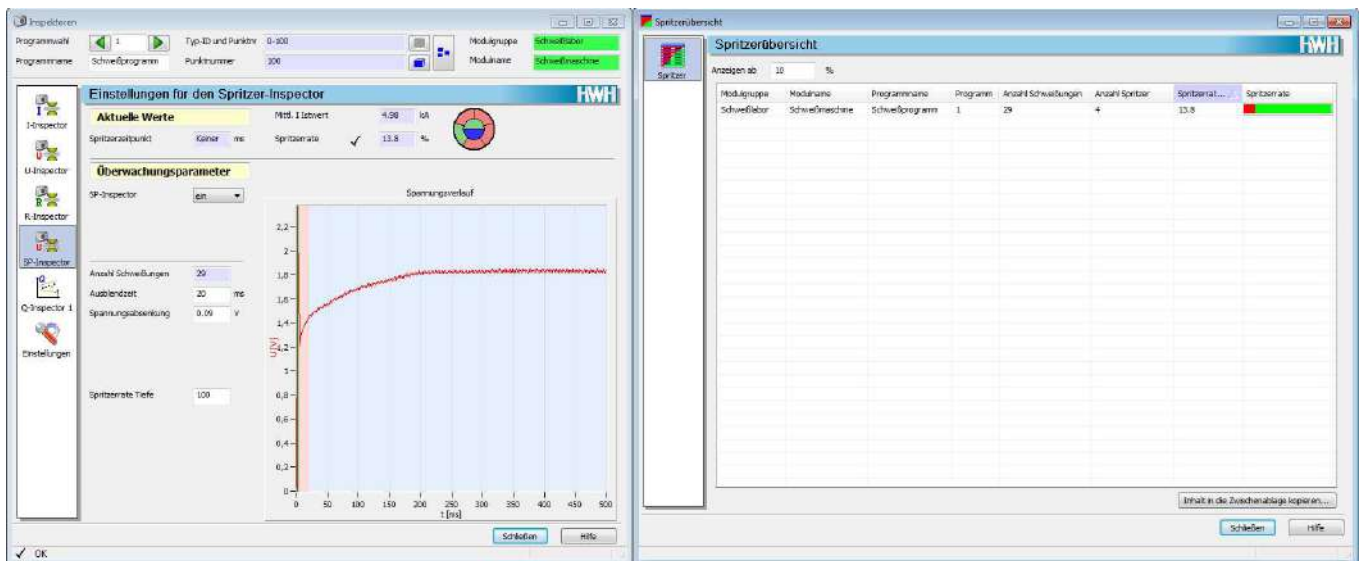 Inspektoren
Programmwahl 1 Typ-ID und Punktnr 0-100 Modulgruppe Schweißlabor
Programmname Schweißprogramm Punktnummer 100 Modulname Schweißmaschine
I-Inspector
U-Inspector
R-Inspector
SP-Inspector
Q-Inspector 1
Einstellungen
Einstellungen für den Spritzer-Inspector HWH
Aktuelle Werte Mittl. I Istwert 4.98 kA
Spritzerzeitpunkt Keiner ms Spritzerrate 13.8 %
Überwachungsparameter
SP-Inspector ein
Anzahl Schweißungen 29
Ausblendzeit 20 ms
Spannungsabsenkung 0.09 V
Spritzerrate Tiefe 100
Spannungsverlauf
U[V]
2,2
2
1,8
1,6
1,4
1,2
1
0,8
0,6
0,4
0,2
0
0 50 100 150 200 250 300 350 400 450 500
t [ms]
Schließen Hilfe
OK
Spritzerübersicht
Spritzer
Spritzerübersicht HWH
Anzeigen ab 10 %
Modulgruppe Modulname Programmname Programm Anzahl Schweißungen Anzahl Spritzer Spritzerrat... Spritzerrate
Schweißlabor Schweißmaschine Schweißprogramm 1 29 4 13.8
Inhalt in die Zwischenablage kopieren...
Schließen Hilfe